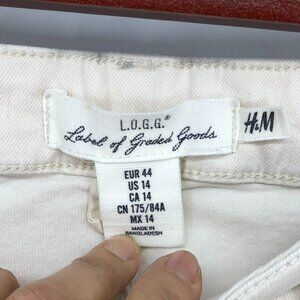 L.O.G.G.®
Label of Graded Goods
H&M
EUR 44
US 14
CA 14
CN 175/84A
MX 14
MADE IN
BANGLADESH